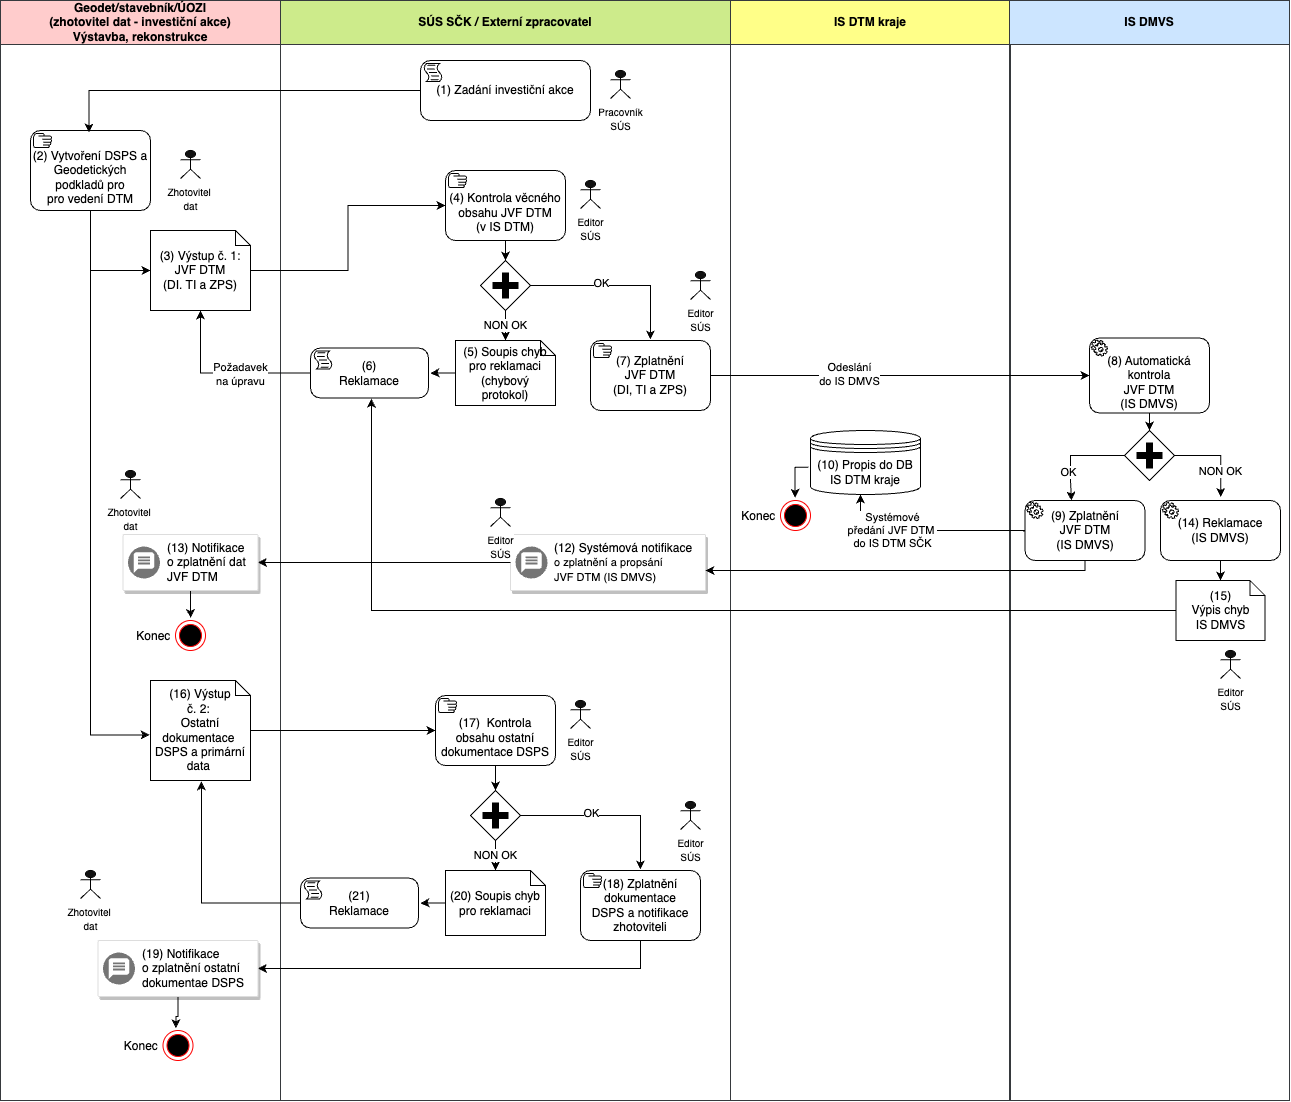 Geodet/stavebník/ÚOZI
(zhotovitel dat - investiční akce)
Výstavba, rekonstrukce
SÚS SČK / Externí zpracovatel
IS DTM kraje
IS DMVS
(1) Zadání investiční akce
Pracovník
SÚS
(2) Vytvoření DSPS a
Geodetických
podkladů pro
pro vedení DTM
Zhotovitel
dat
(3) Výstup č. 1:
JVF DTM
(DI. TI a ZPS)
(4) Kontrola věcného
obsahu JVF DTM
(v IS DTM)
Editor
SÚS
OK
NON OK
Editor
SÚS
(5) Soupis chyb
pro reklamaci
(chybový
protokol)
(6)
Reklamace
Požadavek
na úpravu
(7) Zplatnění
JVF DTM
(DI, TI a ZPS)
Odeslání
do IS DMVS
(8) Automatická
kontrola
JVF DTM
(IS DMVS)
OK
NON OK
(9) Zplatnění
JVF DTM
(IS DMVS)
(14) Reklamace
(IS DMVS)
(10) Propis do DB
IS DTM kraje
Konec
Systémové
předání JVF DTM
do IS DTM SČK
Zhotovitel
dat
Editor
SÚS
(12) Systémová notifikace
o zplatnění a propsání
JVF DTM (IS DMVS)
(13) Notifikace
o zplatnění dat
JVF DTM
Konec
(15)
Výpis chyb
IS DMVS
Editor
SÚS
(16) Výstup
č. 2:
Ostatní
dokumentace
DSPS a primární
data
(17) Kontrola
obsahu ostatní
dokumentace DSPS
Editor
SÚS
OK
NON OK
Editor
SÚS
(18) Zplatnění
dokumentace
DSPS a notifikace
zhotoviteli
(20) Soupis chyb
pro reklamaci
(21)
Reklamace
Zhotovitel
dat
(19) Notifikace
o zplatnění ostatní
dokumentae DSPS
Konec